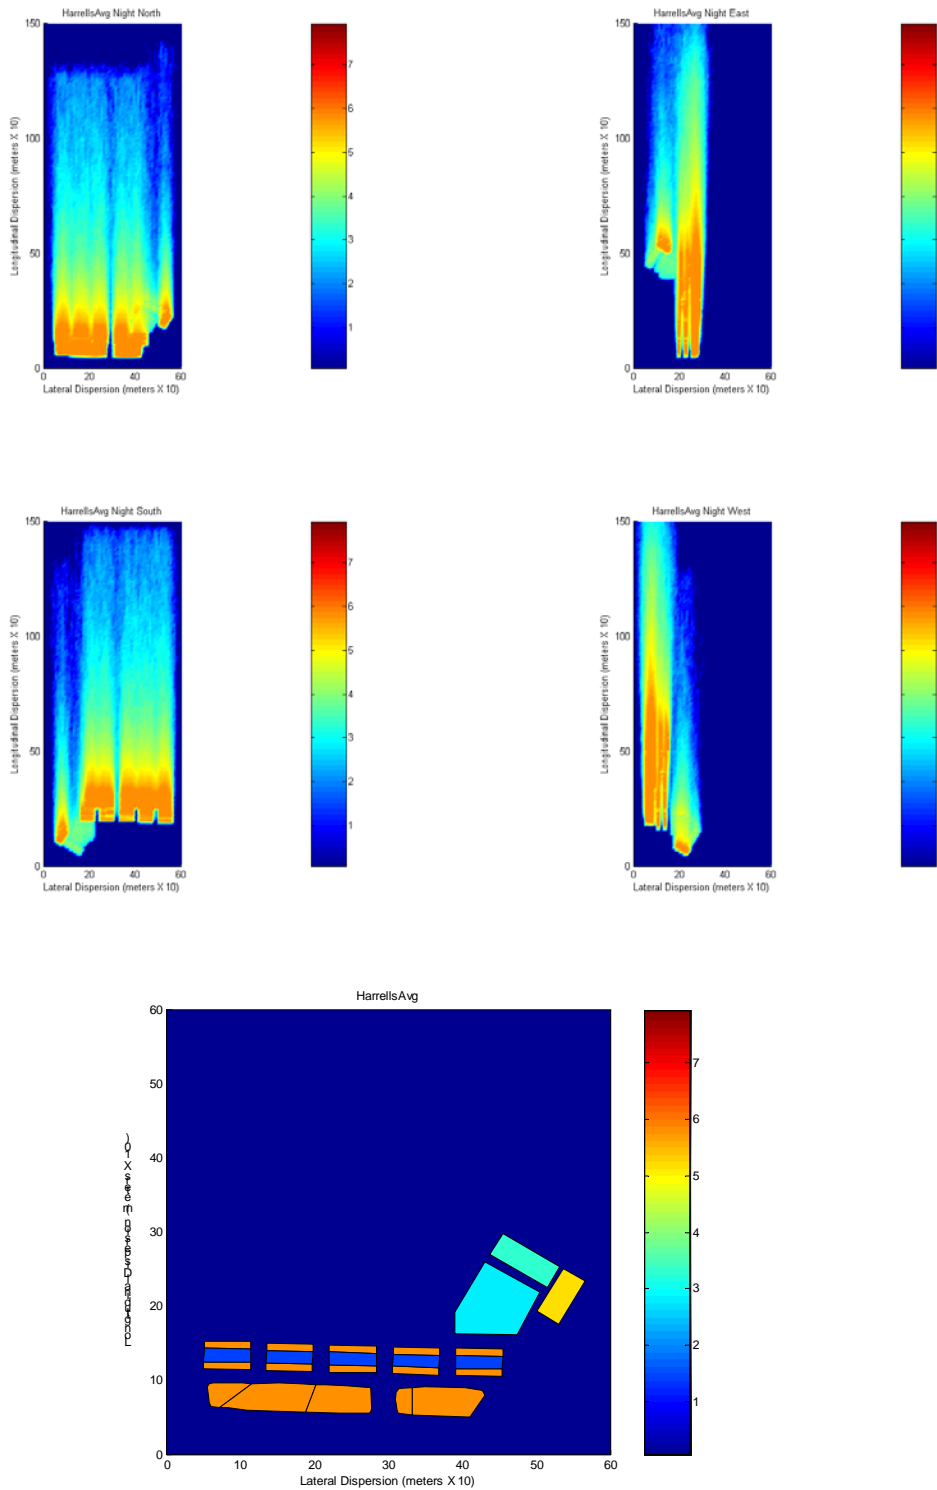 HarrellsAvg Night North
150
100
50
0
0 20 40 60
Lateral Dispersion (meters X 10)
Longitudinal Dispersion (meters X 10)
7
6
5
4
3
2
1
HarrellsAvg Night East
150
100
50
0
0 20 40 60
Lateral Dispersion (meters X 10)
Longitudinal Dispersion (meters X 10)
HarrellsAvg Night South
150
100
50
0
0 20 40 60
Lateral Dispersion (meters X 10)
Longitudinal Dispersion (meters X 10)
7
6
5
4
3
2
1
HarrellsAvg Night West
150
100
50
0
0 20 40 60
Lateral Dispersion (meters X 10)
Longitudinal Dispersion (meters X 10)
HarrellsAvg
60
50
40
30
20
10
0
0 10 20 30 40 50 60
Lateral Dispersion (meters X 10)
Longitudinal Dispersion (meters X 10)
7
6
5
4
3
2
1